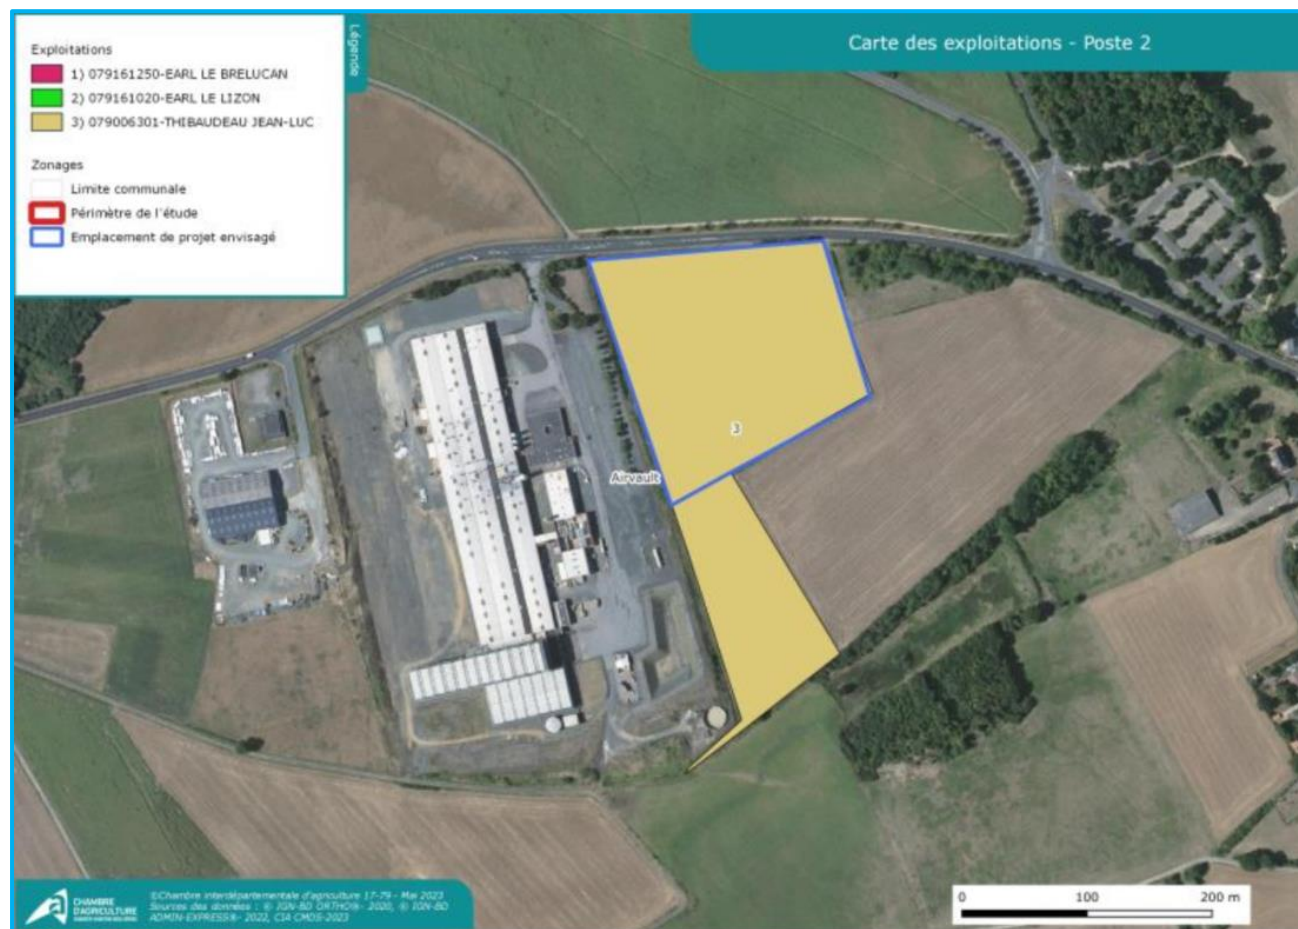 Carte des exploitations - Poste 2
Légende
Exploitations
1) 079161250-EARL LE BRELUCAN
2) 079161020-EARL LE LIZON
3) 079006301-THIBAUDEAU JEAN-LUC
Zonages
Limite communale
Périmètre de l'étude
Emplacement de projet envisagé
3
Airvault
CHAMBRE
D'AGRICULTURE
©Chambre interdépartementale d'agriculture 17-79 - Mai 2023
Sources des données : © IGN-BD ORTHO®- 2020, © IGN-BD
ADMIN-EXPRESS®- 2022, CIA CMDS-2023
0 100 200 m